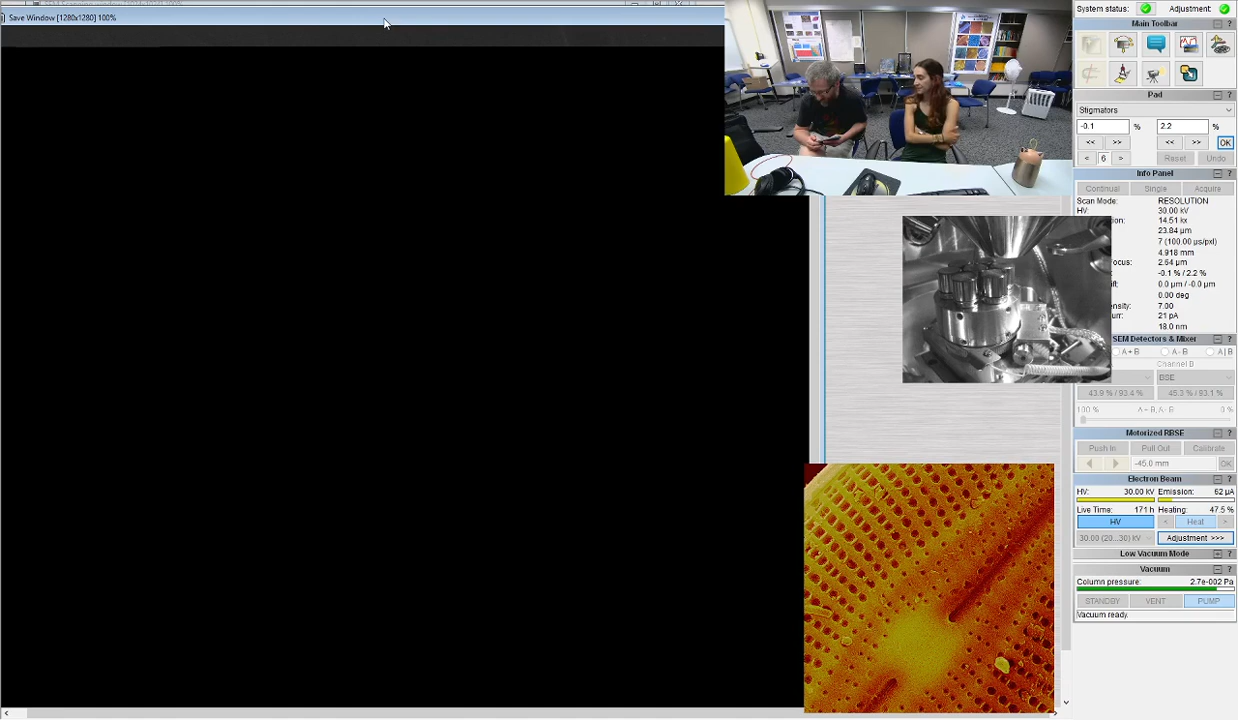 Save Window [1280x1280] 100%
System status:
Adjustment:
Main Toolbar
Pad
Stigmators
-0.1 % 2.2 %
<< >> << >> OK
< 6 > Reset Undo
Info Panel
Continual Single Acquire
Scan Mode: RESOLUTION
HV: 30.00 kV
14.51 kx
23.84 µm
7 (100.00 µs/pxl)
4.918 mm
2.64 µm
-0.1 % / 2.2 %
0.0 µm / -0.0 µm
0.00 deg
7.00
21 pA
18.0 nm
SEM Detectors & Mixer
A + B A - B A | B
Channel B
BSE
43.9 % / 93.4 % 45.3 % / 93.1 %
100 % A + B, A - B 0 %
Motorized RBSE
Push In Pull Out Calibrate
-45.0 mm OK
Electron Beam
HV: 30.00 kV Emission: 62 µA
Live Time: 171 h Heating: 47.5 %
HV < Heat >
30.00 (20...30) kV Adjustment >>>
Low Vacuum Mode
Vacuum
Column pressure: 2.7e-002 Pa
STANDBY VENT PUMP
Vacuum ready.